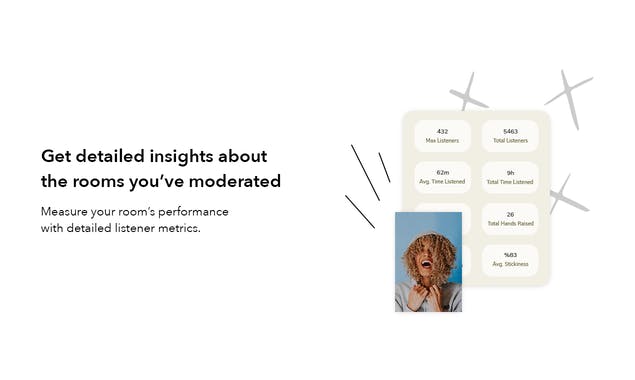 Get detailed insights about
the rooms you've moderated
Measure your room's performance
with detailed listener metrics.
432
Max Listeners
5463
Total Listeners
62m
Avg. Time Listened
9h
Total Time Listened
26
Total Hands Raised
%83
Avg. Stickiness